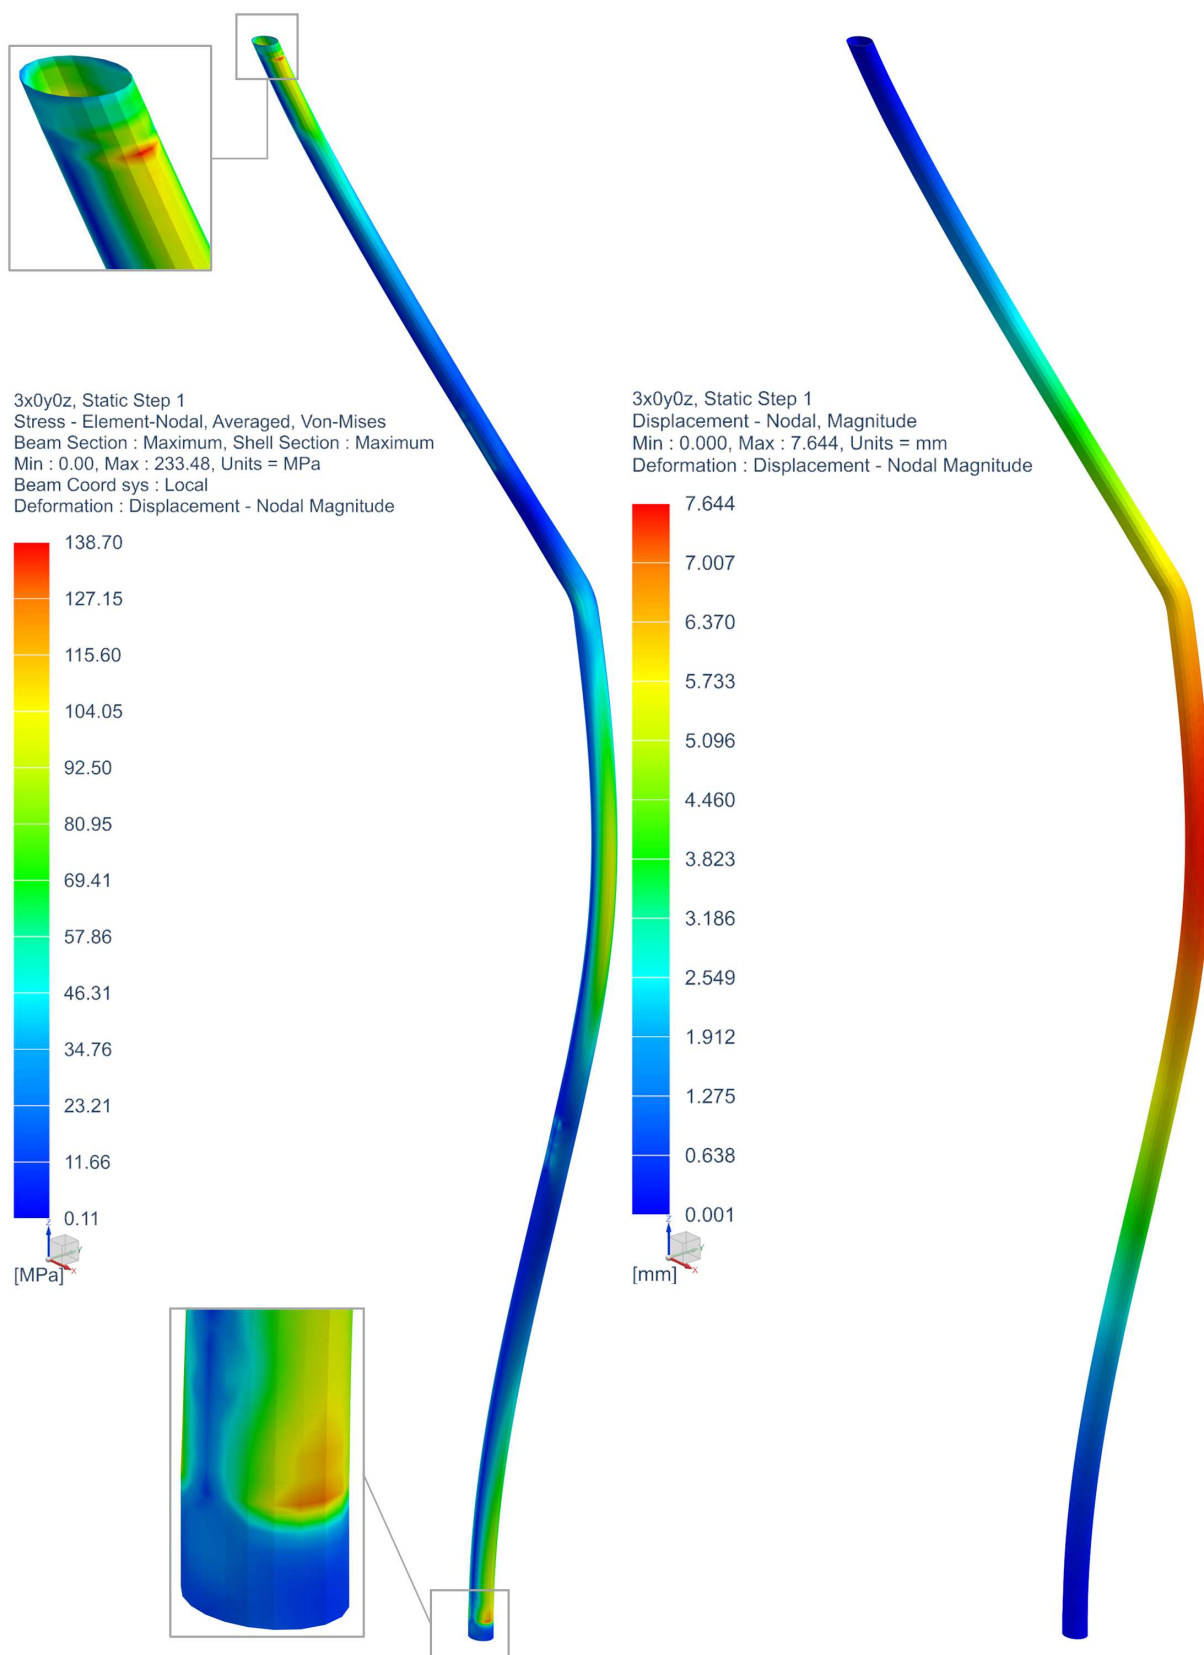 3x0y0z, Static Step 1
Stress - Element-Nodal, Averaged, Von-Mises
Beam Section : Maximum, Shell Section : Maximum
Min : 0.00, Max : 233.48, Units = MPa
Beam Coord sys : Local
Deformation : Displacement - Nodal Magnitude
138.70
127.15
115.60
104.05
92.50
80.95
69.41
57.86
46.31
34.76
23.21
11.66
0.11
Z
Y
X
[MPa]
3x0y0z, Static Step 1
Displacement - Nodal, Magnitude
Min : 0.000, Max : 7.644, Units = mm
Deformation : Displacement - Nodal Magnitude
7.644
7.007
6.370
5.733
5.096
4.460
3.823
3.186
2.549
1.912
1.275
0.638
0.001
Z
Y
X
[mm]